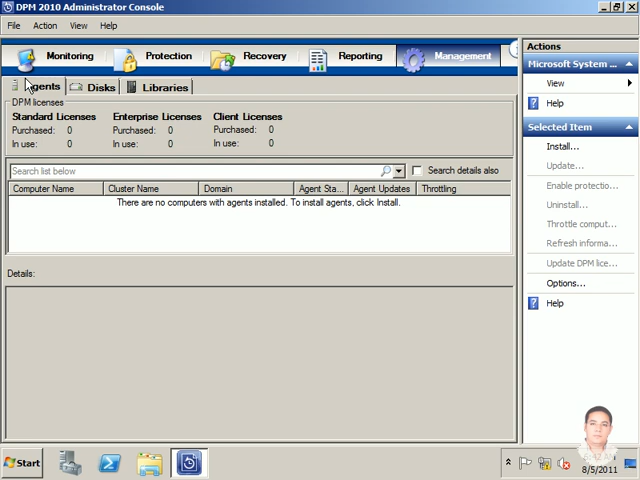 DPM 2010 Administrator Console
File Action View Help
Monitoring Protection Recovery Reporting Management
Agents Disks Libraries
DPM licenses
Standard Licenses Enterprise Licenses Client Licenses
Purchased: 0 Purchased: 0 Purchased: 0
In use: 0 In use: 0 In use: 0
Search list below
Search details also
Computer Name Cluster Name Domain Agent Sta... Agent Updates Throttling
There are no computers with agents installed. To install agents, click Install.
Details:
Actions
Microsoft System ...
View
Help
Selected Item
Install...
Update...
Enable protectio...
Uninstall...
Throttle comput...
Refresh informa...
Update DPM lice...
Options...
Help
Start
8/5/2011